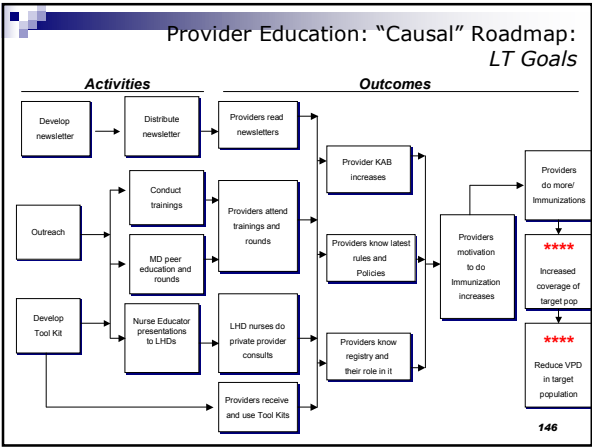 Provider Education: “Causal” Roadmap:
LT Goals
Activities
Outcomes
Develop
newsletter
Distribute
newsletter
Providers read
newsletters
Provider KAB
increases
Providers
do more/
Immunizations
Outreach
Conduct
trainings
Providers attend
trainings and
rounds
MD peer
education and
rounds
Providers know latest
rules and
Policies
Providers
motivation
to do
Immunization
increases
****
Increased
coverage of
target pop
Develop
Tool Kit
Nurse Educator
presentations
to LHDs
LHD nurses do
private provider
consults
Providers know
registry and
their role in it
****
Reduce VPD
in target
population
Providers receive
and use Tool Kits
146